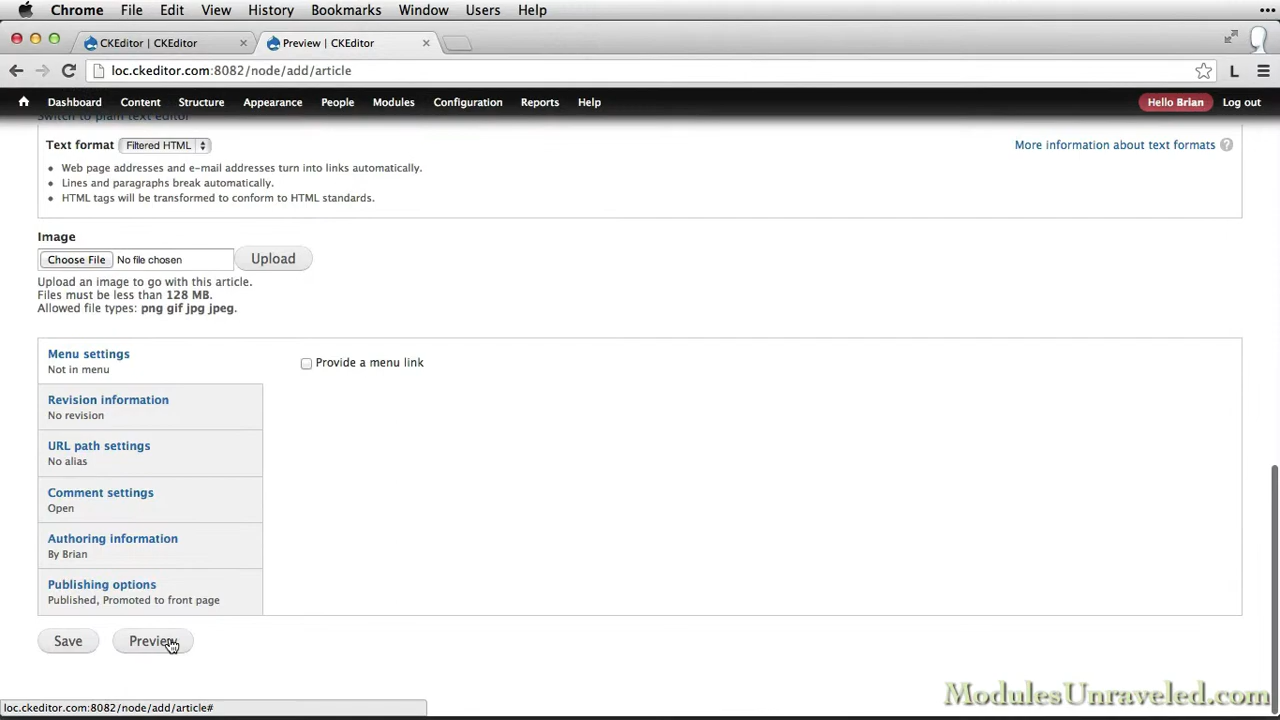 Chrome File Edit View History Bookmarks Window Users Help
CKEditor | CKEditor
Preview | CKEditor
loc.ckeditor.com:8082/node/add/article
L
Dashboard Content Structure Appearance People Modules Configuration Reports Help Hello Brian Log out
Switch to plain text editor
Text format Filtered HTML More information about text formats ?
Web page addresses and e-mail addresses turn into links automatically.
Lines and paragraphs break automatically.
HTML tags will be transformed to conform to HTML standards.
Image
Choose File No file chosen Upload
Upload an image to go with this article.
Files must be less than 128 MB.
Allowed file types: png gif jpg jpeg.
Menu settings
Not in menu
Provide a menu link
Revision information
No revision
URL path settings
No alias
Comment settings
Open
Authoring information
By Brian
Publishing options
Published, Promoted to front page
Save Preview
loc.ckeditor.com:8082/node/add/article#
ModulesUnraveled.com